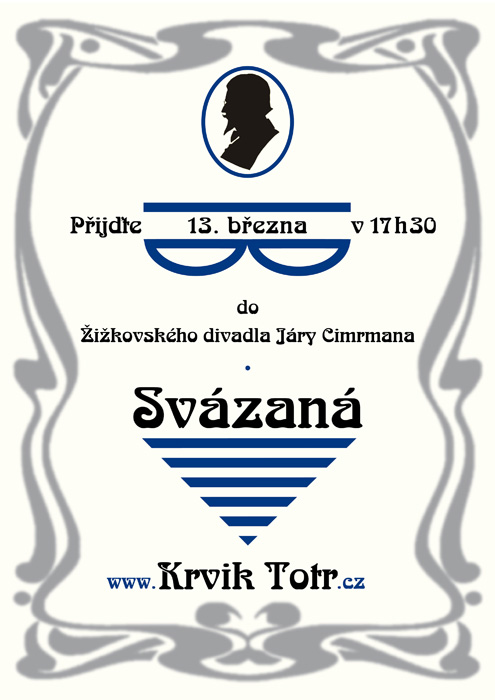 Přijďte 13. března v 17h30
do
Žižkovského divadla Járy Cimrmana
Svázaná
www.Krvik Totr.cz